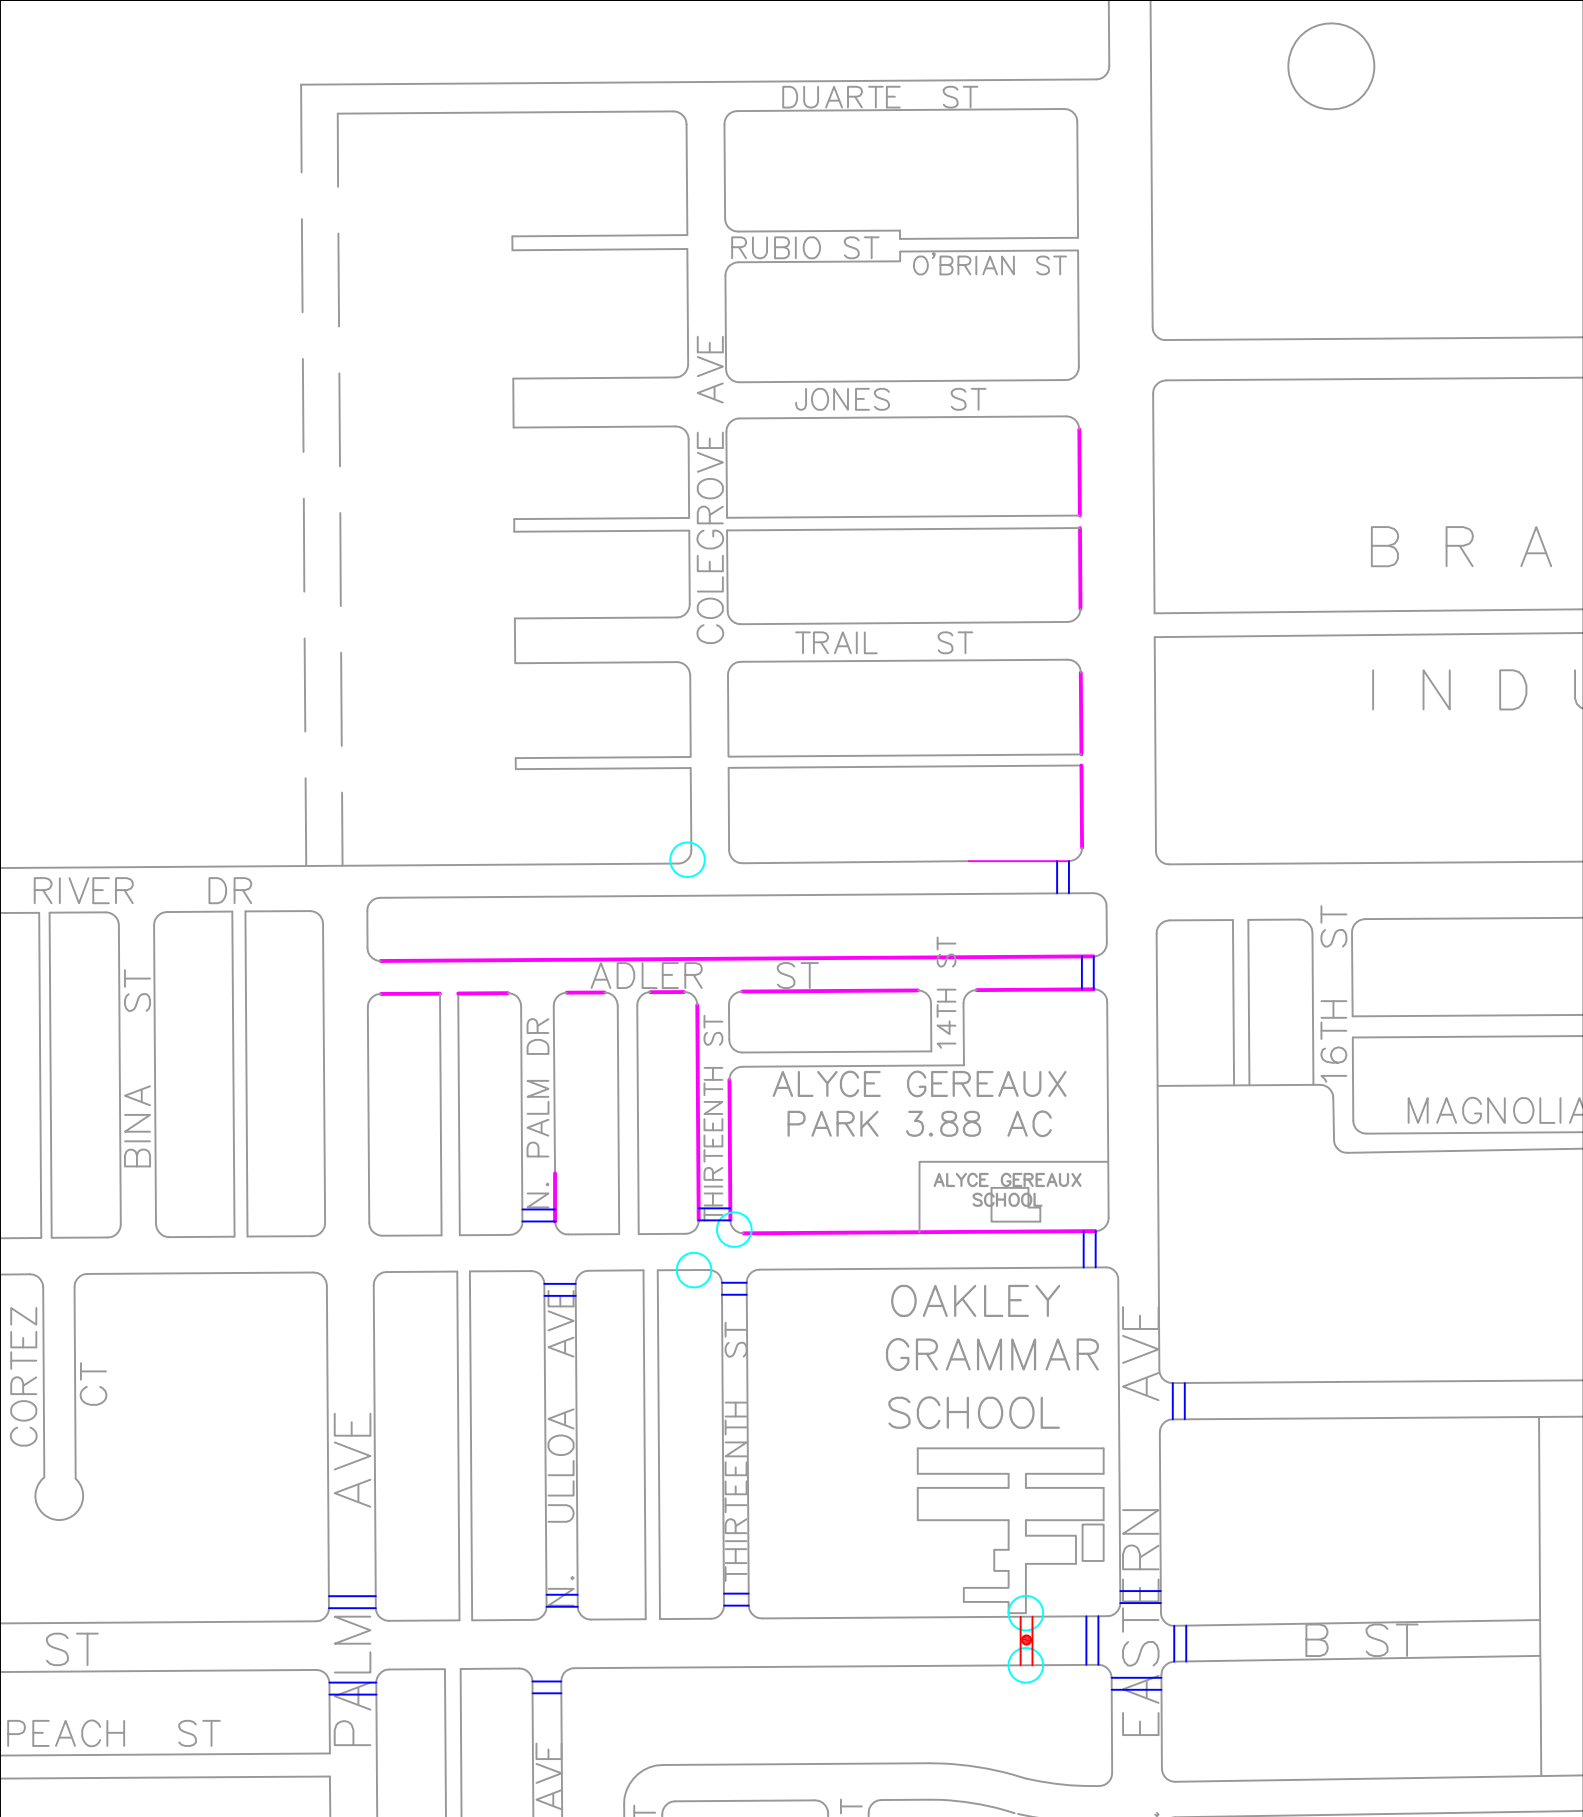 DUARTE ST
RUBIO ST
O'BRIAN ST
COLEGROVE AVE
JONES ST
BRA
TRAIL ST
INDU
RIVER DR
BINA ST
ADLER ST
14TH ST
16TH ST
N. PALM DR
THIRTEENTH ST
ALYCE GEREAUX
PARK 3.88 AC
MAGNOLIA
ALYCE GEREAUX
SCHOOL
CORTEZ
CT
PALM AVE
N. ULLOA AVE
THIRTEENTH ST
OAKLEY
GRAMMAR
SCHOOL
EASTERN AVE
ST
B ST
PEACH ST
AVE